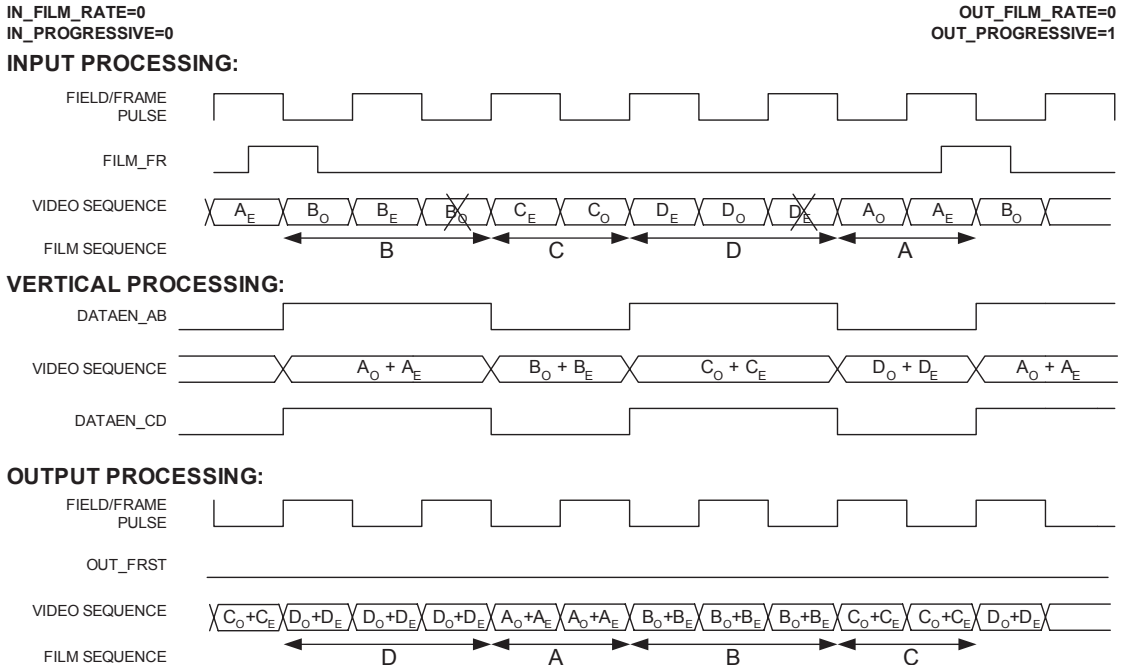 IN_FILM_RATE=0 OUT_FILM_RATE=0
IN_PROGRESSIVE=0 OUT_PROGRESSIVE=1
INPUT PROCESSING:
FIELD/FRAME
PULSE
FILM_FR
VIDEO SEQUENCE A_E B_O B_E B_O C_E C_O D_E D_O D_E A_O A_E B_O
FILM SEQUENCE B C D A
VERTICAL PROCESSING:
DATAEN_AB
VIDEO SEQUENCE A_O + A_E B_O + B_E C_O + C_E D_O + D_E A_O + A_E
DATAEN_CD
OUTPUT PROCESSING:
FIELD/FRAME
PULSE
OUT_FRST
VIDEO SEQUENCE C_O+C_E D_O+D_E D_O+D_E D_O+D_E A_O+A_E A_O+A_E B_O+B_E B_O+B_E B_O+B_E C_O+C_E C_O+C_E D_O+D_E
FILM SEQUENCE D A B C